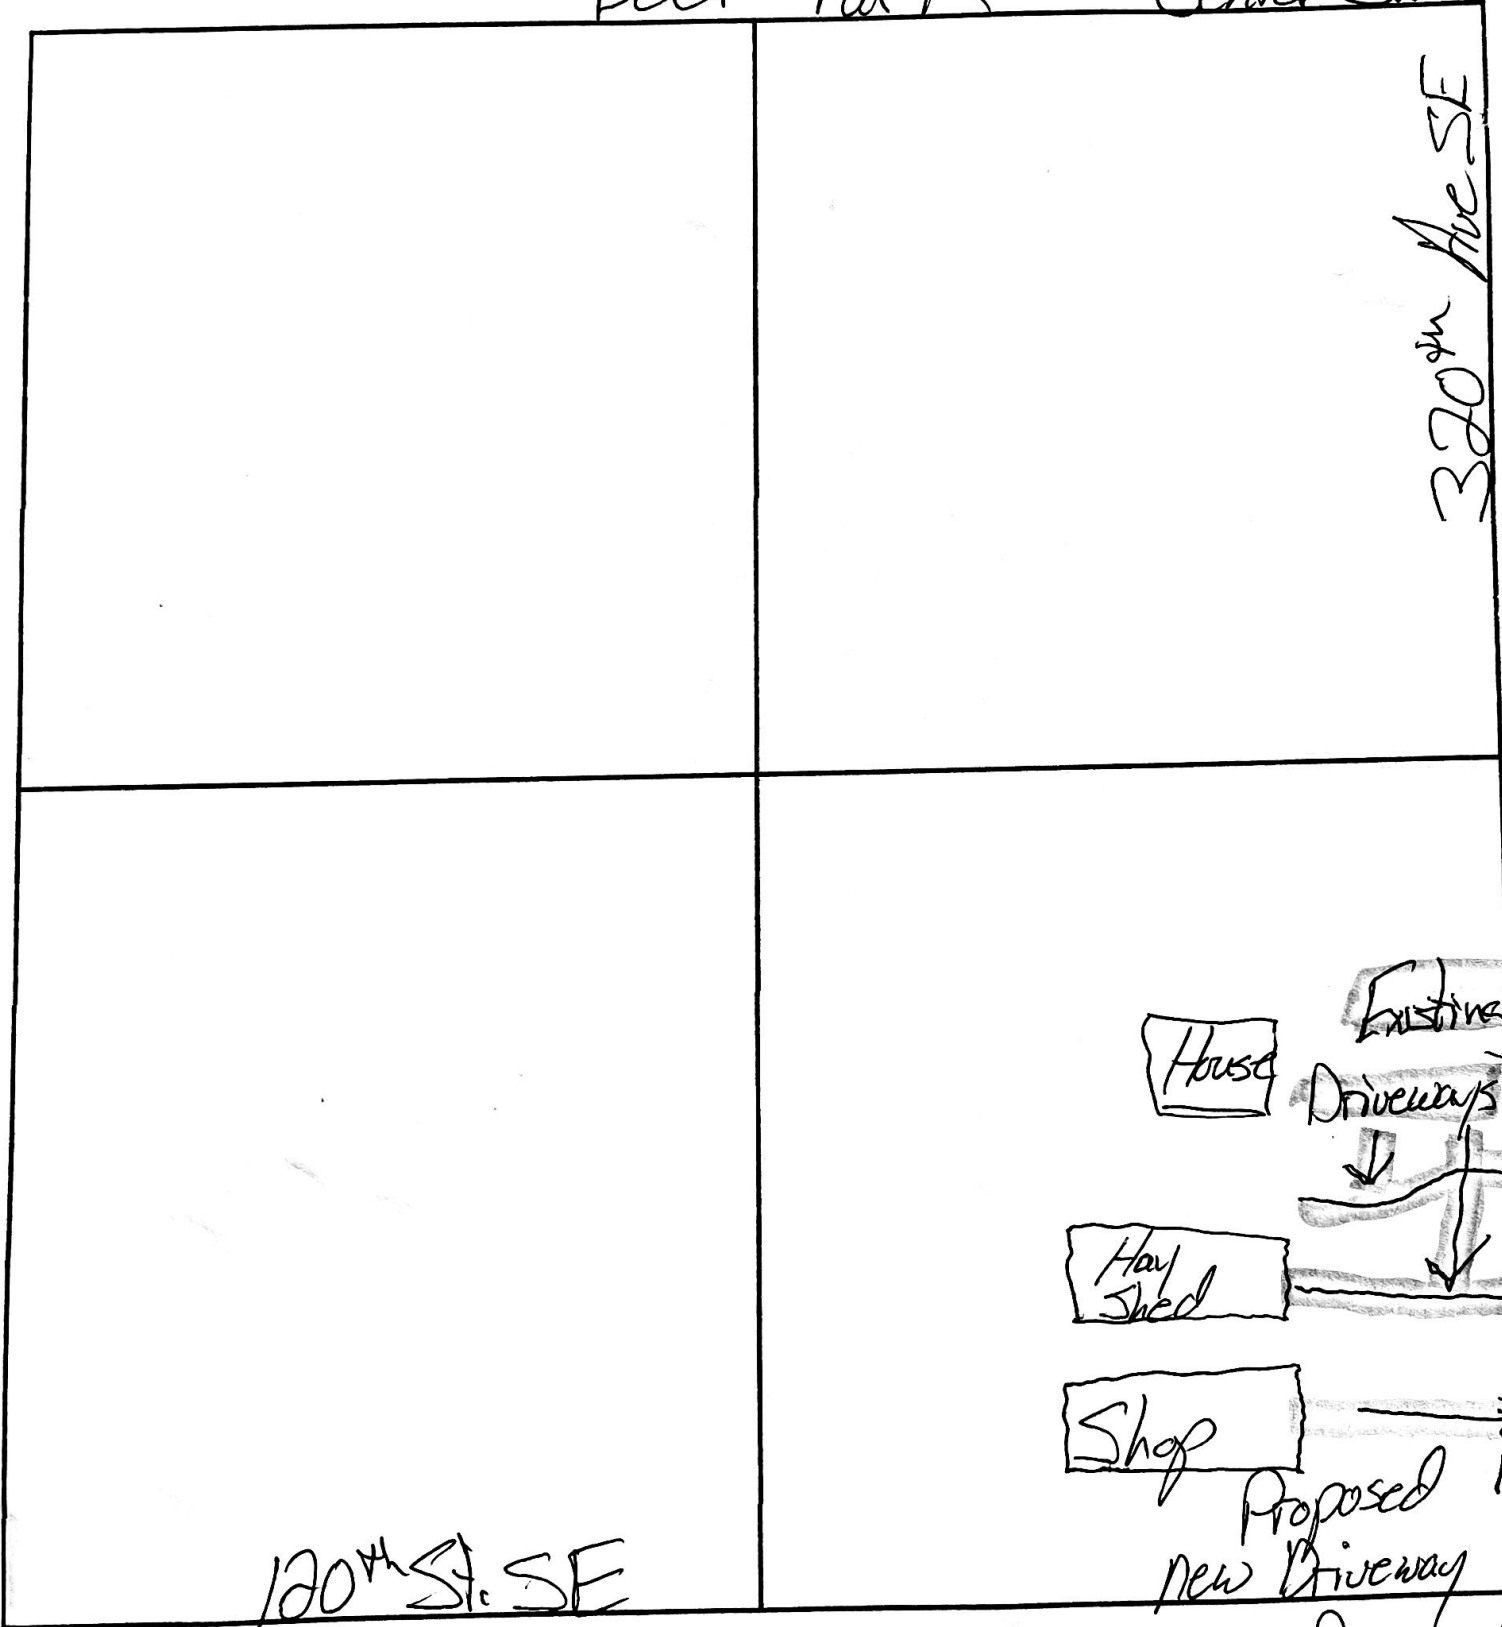 320th Ave SE
Existing
Driveways
House
Hay
Shed
Shop
Proposed
new Driveway
120th St. SE